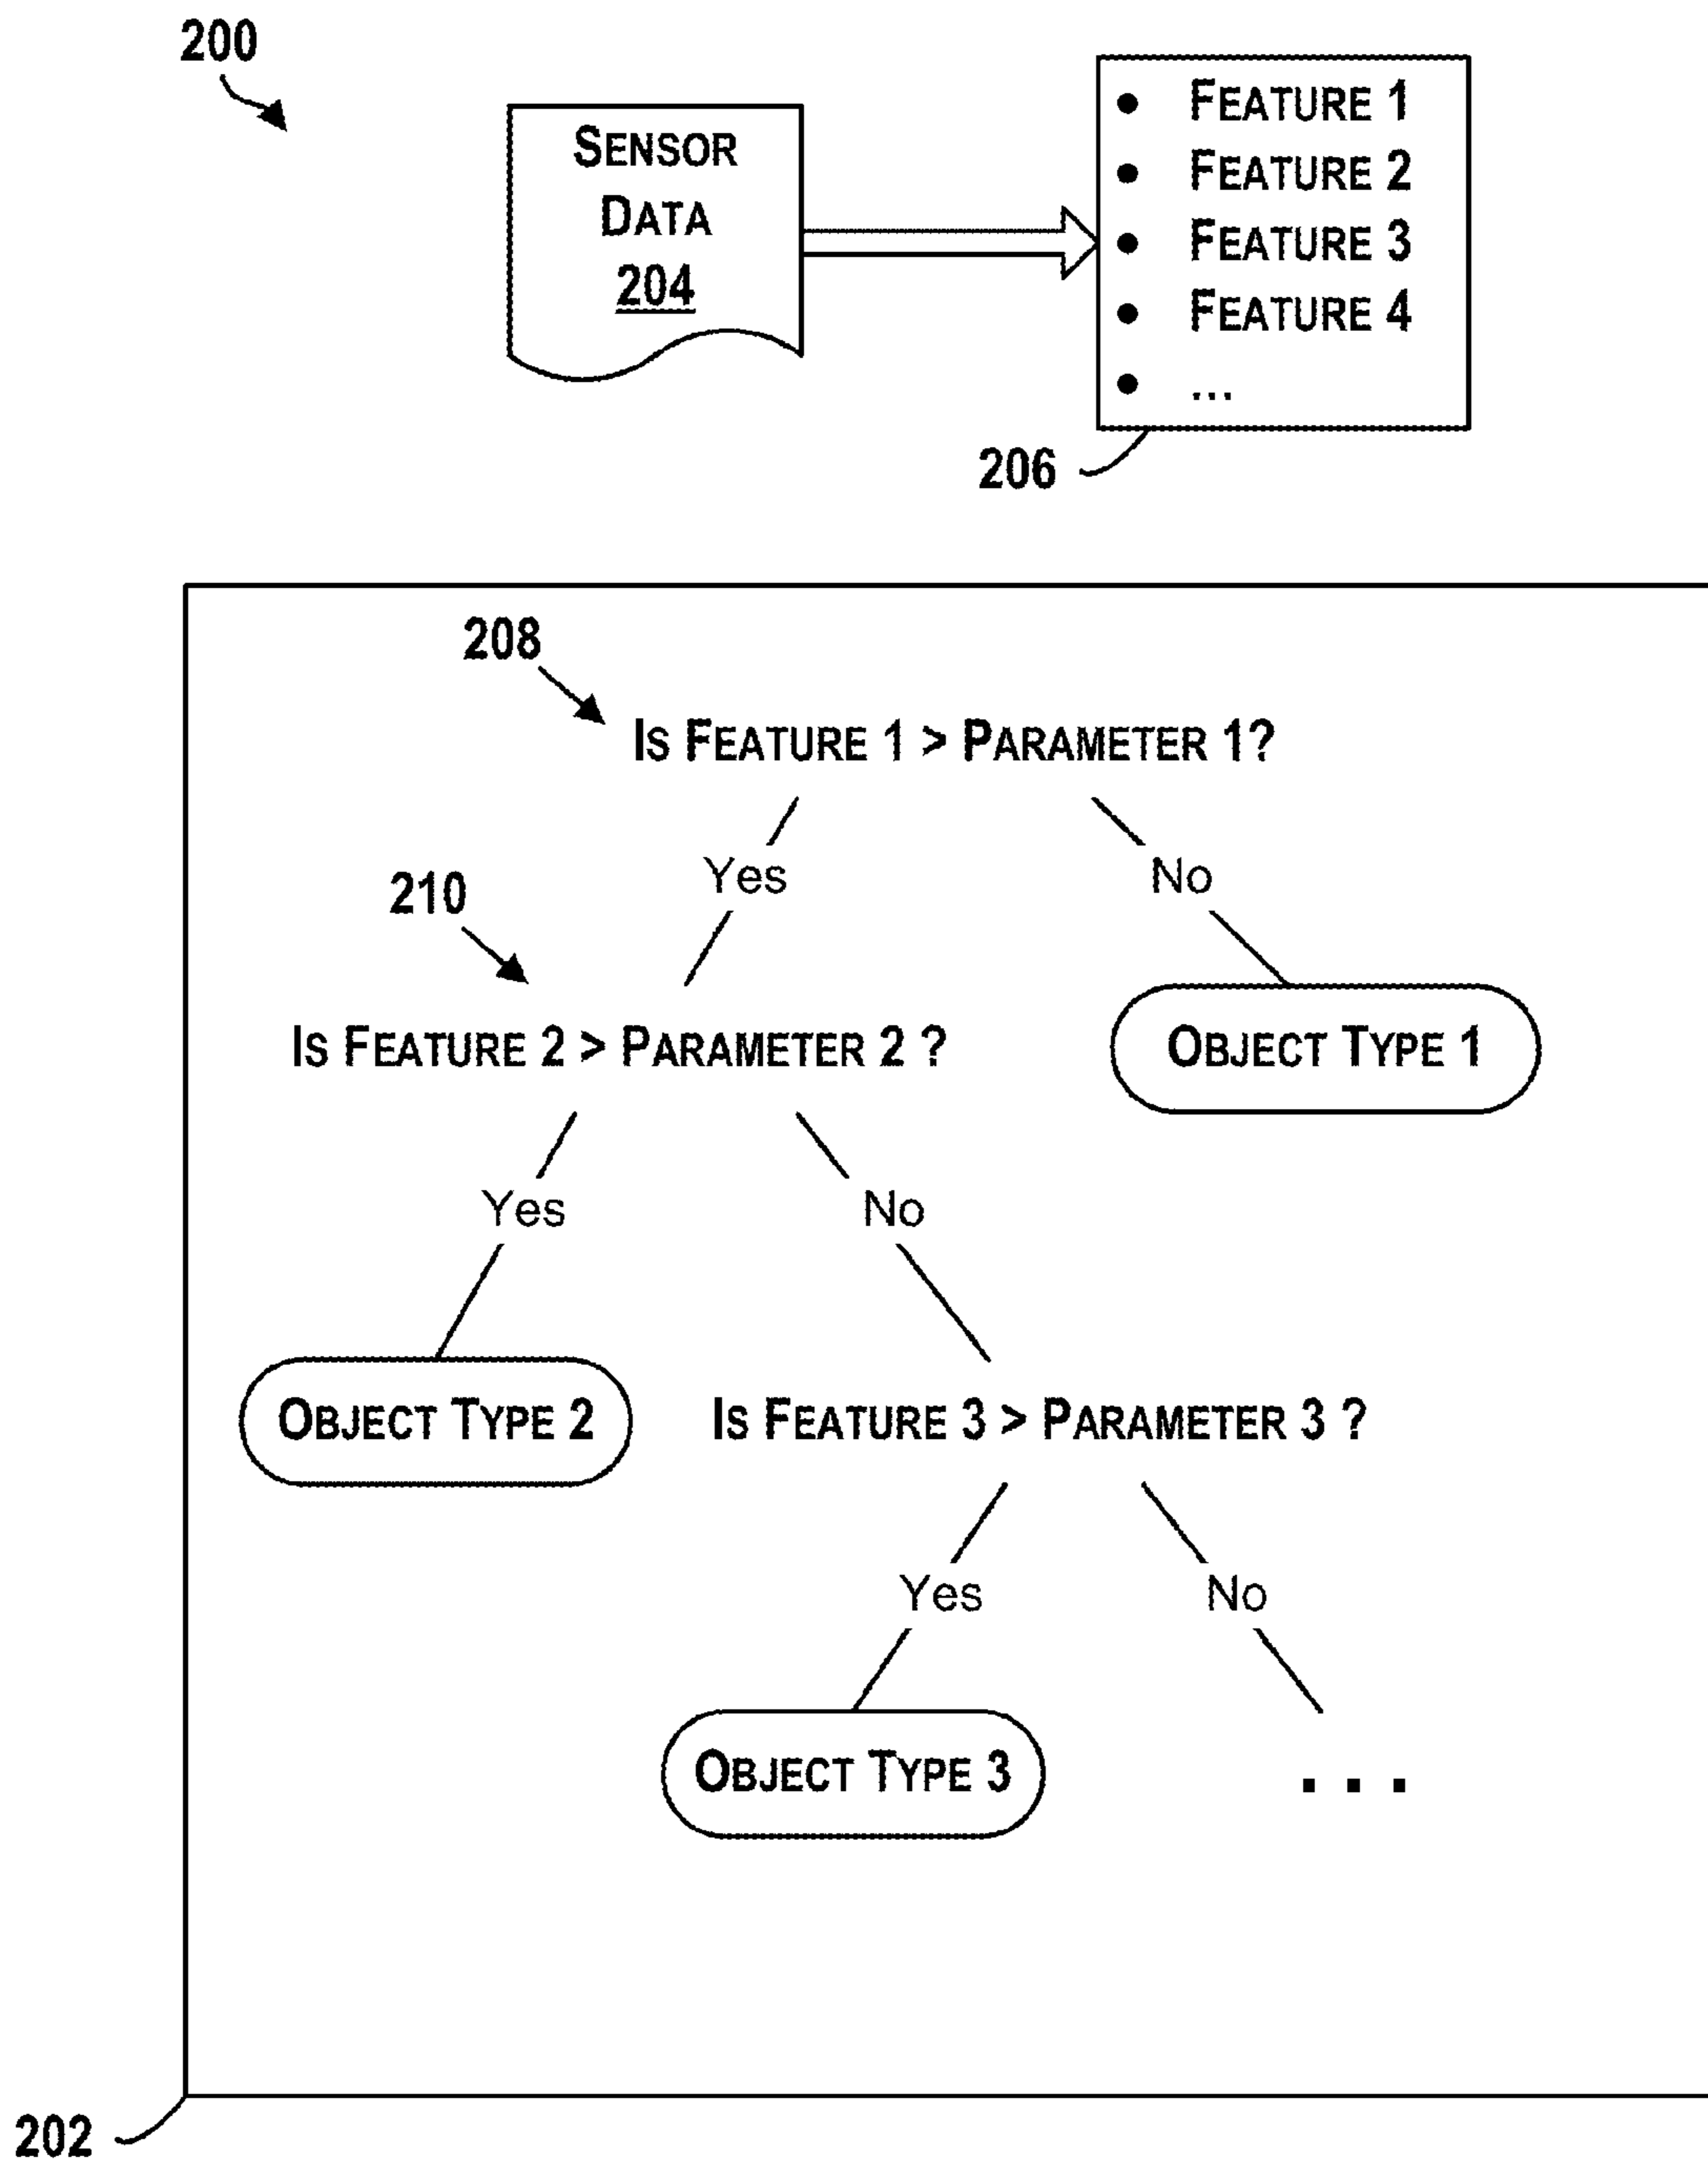 200
SENSOR
DATA
204
• FEATURE 1
• FEATURE 2
• FEATURE 3
• FEATURE 4
• ...
206
208
IS FEATURE 1 > PARAMETER 1?
Yes
No
210
IS FEATURE 2 > PARAMETER 2 ?
OBJECT TYPE 1
Yes
No
OBJECT TYPE 2
IS FEATURE 3 > PARAMETER 3 ?
Yes
No
OBJECT TYPE 3
. . .
202